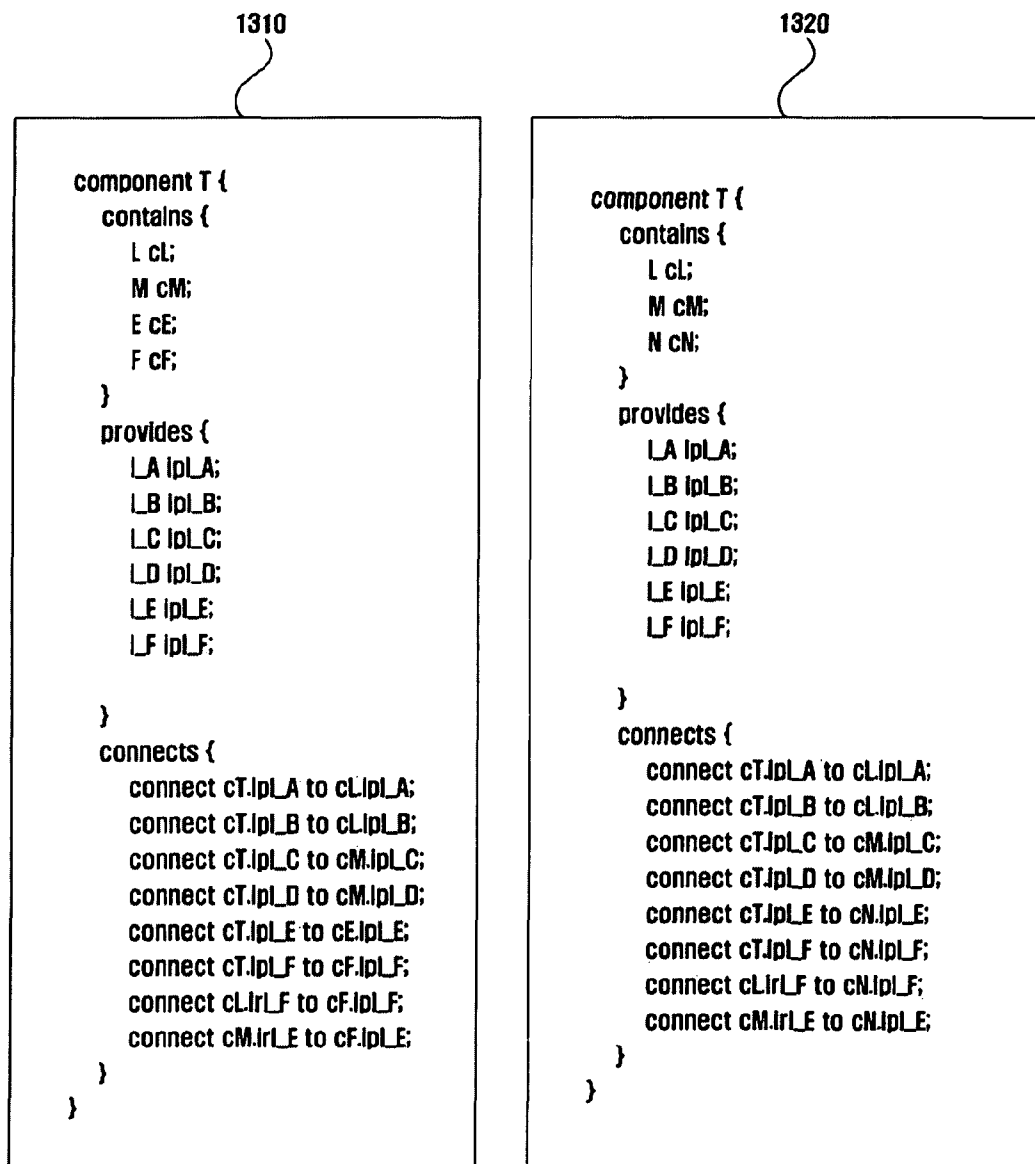 1310
component T {
contains {
L cL;
M cM;
E cE;
F cF;
}
provides {
I_A ipI_A;
I_B ipI_B;
I_C ipI_C;
I_D ipI_D;
I_E ipI_E;
I_F ipI_F;
}
connects {
connect cT.ipI_A to cL.ipI_A;
connect cT.ipI_B to cL.ipI_B;
connect cT.ipI_C to cM.ipI_C;
connect cT.ipI_D to cM.ipI_D;
connect cT.ipI_E to cE.ipI_E;
connect cT.ipI_F to cF.ipI_F;
connect cL.irI_F to cF.ipI_F;
connect cM.irI_E to cF.ipI_E;
}
}
1320
component T {
contains {
L cL;
M cM;
N cN;
}
provides {
I_A ipI_A;
I_B ipI_B;
I_C ipI_C;
I_D ipI_D;
I_E ipI_E;
I_F ipI_F;
}
connects {
connect cT.ipI_A to cL.ipI_A;
connect cT.ipI_B to cL.ipI_B;
connect cT.ipI_C to cM.ipI_C;
connect cT.ipI_D to cM.ipI_D;
connect cT.ipI_E to cN.ipI_E;
connect cT.ipI_F to cN.ipI_F;
connect cL.irI_F to cN.ipI_F;
connect cM.irI_E to cN.ipI_E;
}
}